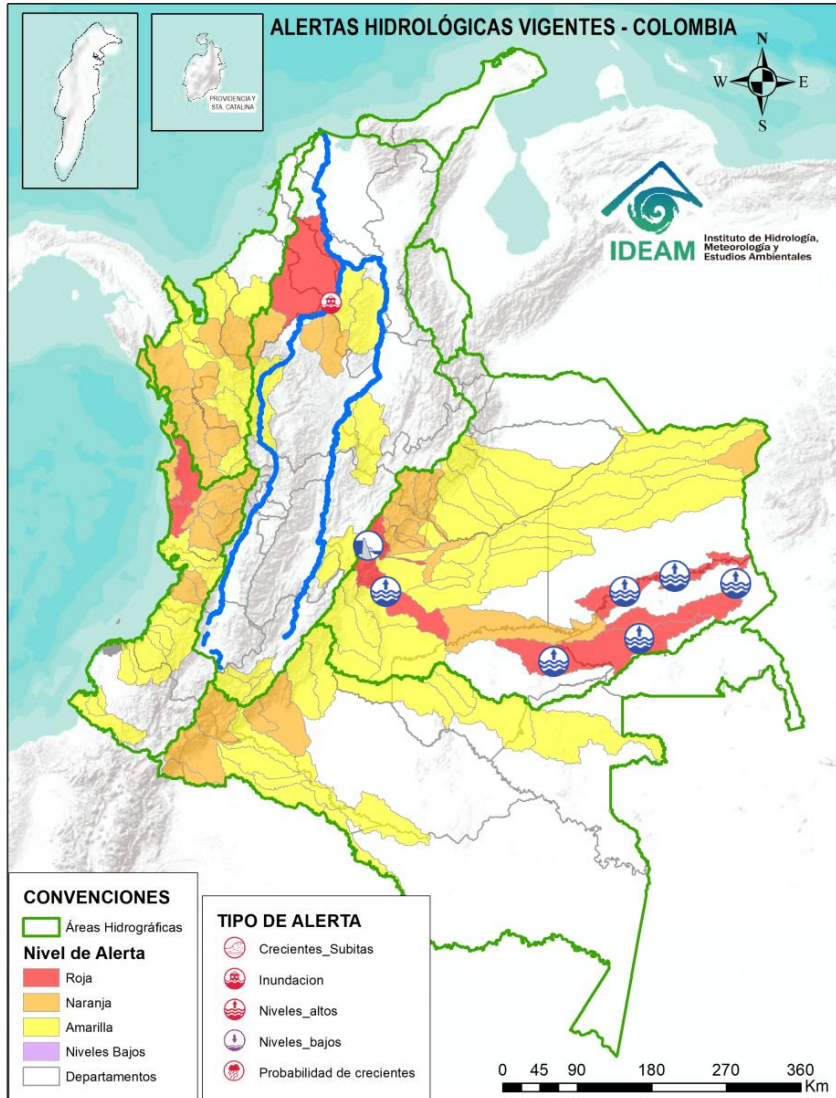 ALERTAS HIDROLÓGICAS VIGENTES - COLOMBIA
PROVIDENCIA Y
STA. CATALINA
N
W
E
S
IDEAM
Instituto de Hidrología,
Meteorología y
Estudios Ambientales
CONVENCIONES
Áreas Hidrográficas
Nivel de Alerta
Roja
Naranja
Amarilla
Niveles Bajos
Departamentos
TIPO DE ALERTA
Crecientes_Subitas
Inundacion
Niveles_altos
Niveles_bajos
Probabilidad de crecientes
0 45 90 180 270 360
Km